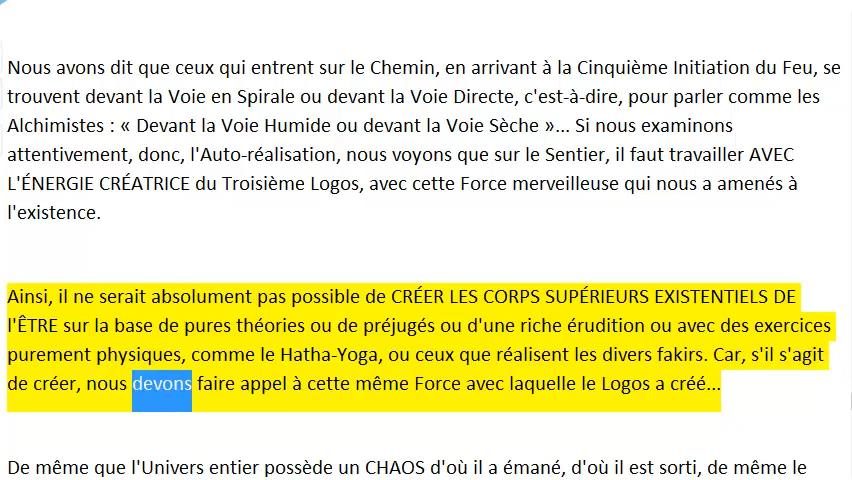 Nous avons dit que ceux qui entrent sur le Chemin, en arrivant à la Cinquième Initiation du Feu, se
trouvent devant la Voie en Spirale ou devant la Voie Directe, c'est-à-dire, pour parler comme les
Alchimistes : « Devant la Voie Humide ou devant la Voie Sèche »... Si nous examinons
attentivement, donc, l'Auto-réalisation, nous voyons que sur le Sentier, il faut travailler AVEC
L'ÉNERGIE CRÉATRICE du Troisième Logos, avec cette Force merveilleuse qui nous a amenés à
l'existence.
Ainsi, il ne serait absolument pas possible de CRÉER LES CORPS SUPÉRIEURS EXISTENTIELS DE
l'ÊTRE sur la base de pures théories ou de préjugés ou d'une riche érudition ou avec des exercices
purement physiques, comme le Hatha-Yoga, ou ceux que réalisent les divers fakirs. Car, s'il s'agit
de créer, nous devons faire appel à cette même Force avec laquelle le Logos a créé...
De même que l'Univers entier possède un CHAOS d'où il a émané, d'où il est sorti, de même le